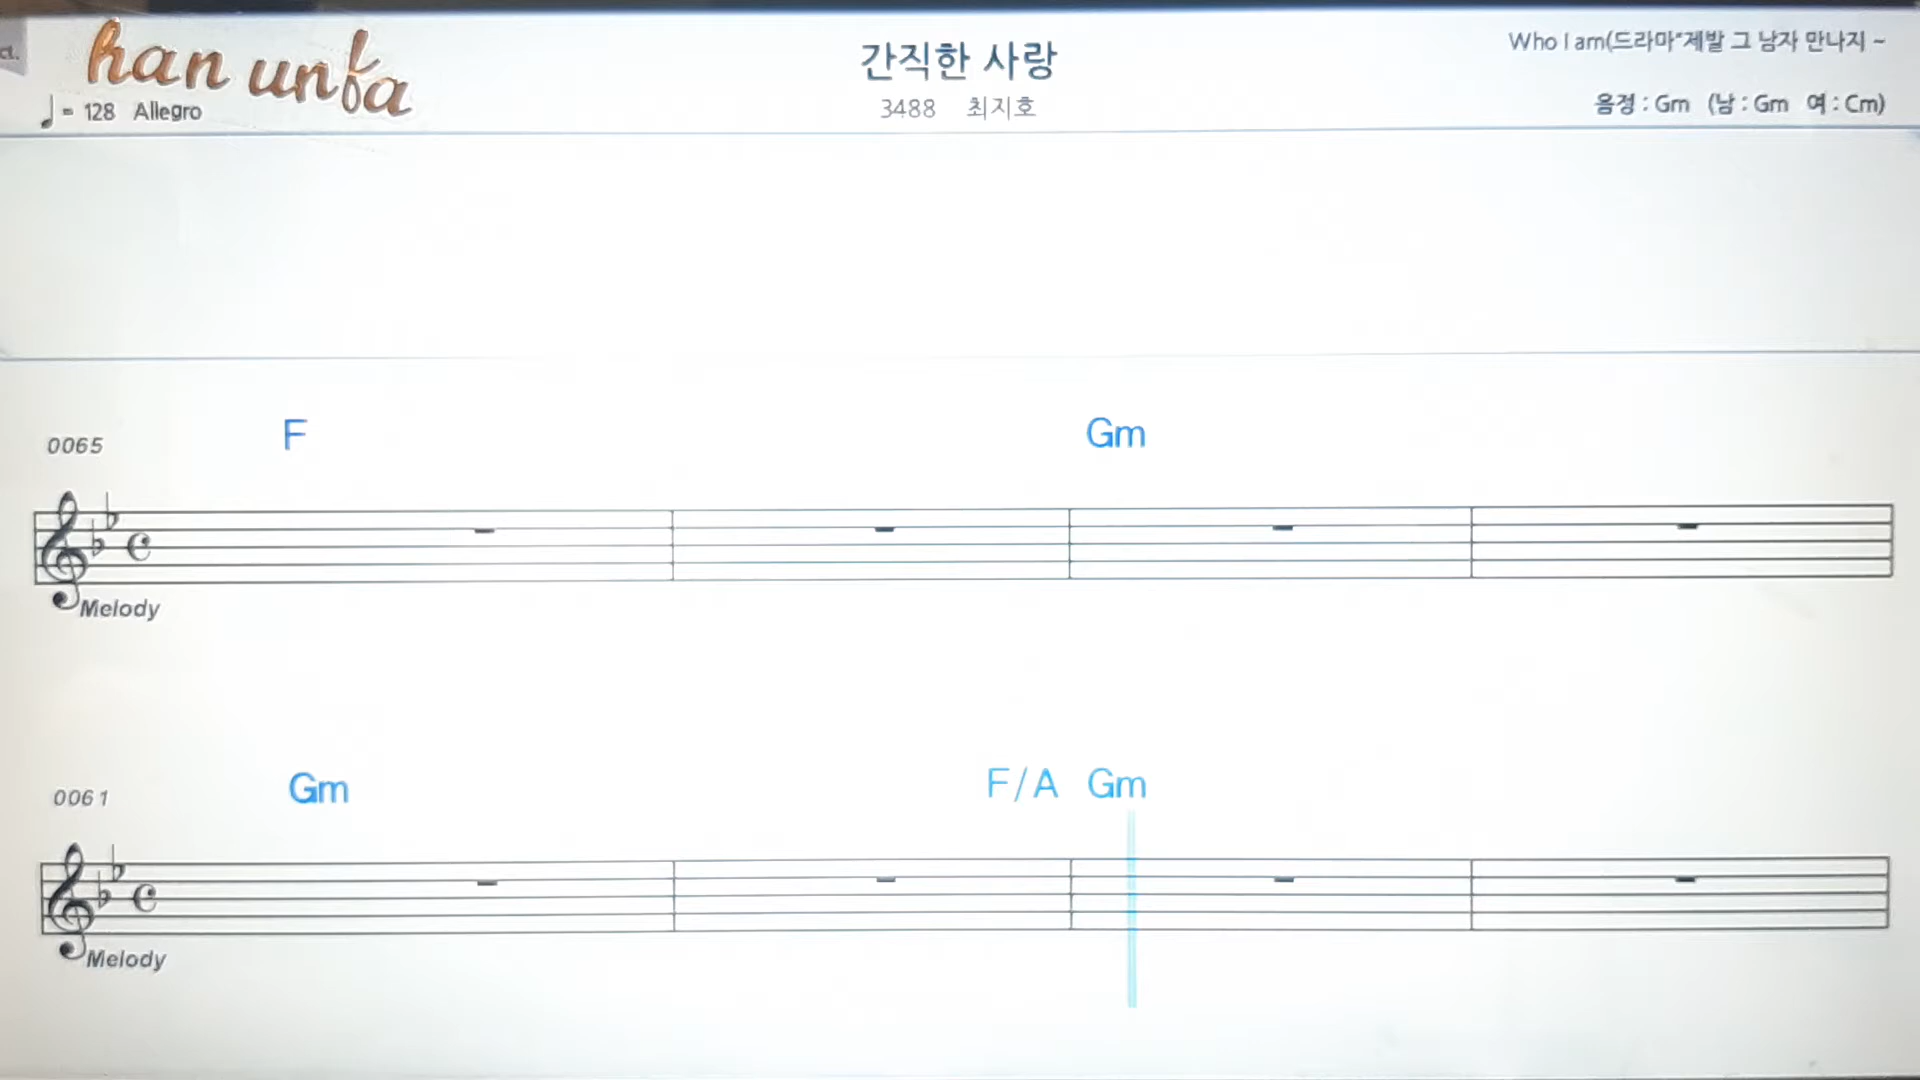 han unfa
♩= 128 Allegro
간직한 사랑
3488 최지호
Who I am(드라마"제발 그 남자 만나지 ~
음정 : Gm (남 : Gm 여 : Cm)
0065
F Gm
Melody
0061
Gm F/A Gm
Melody